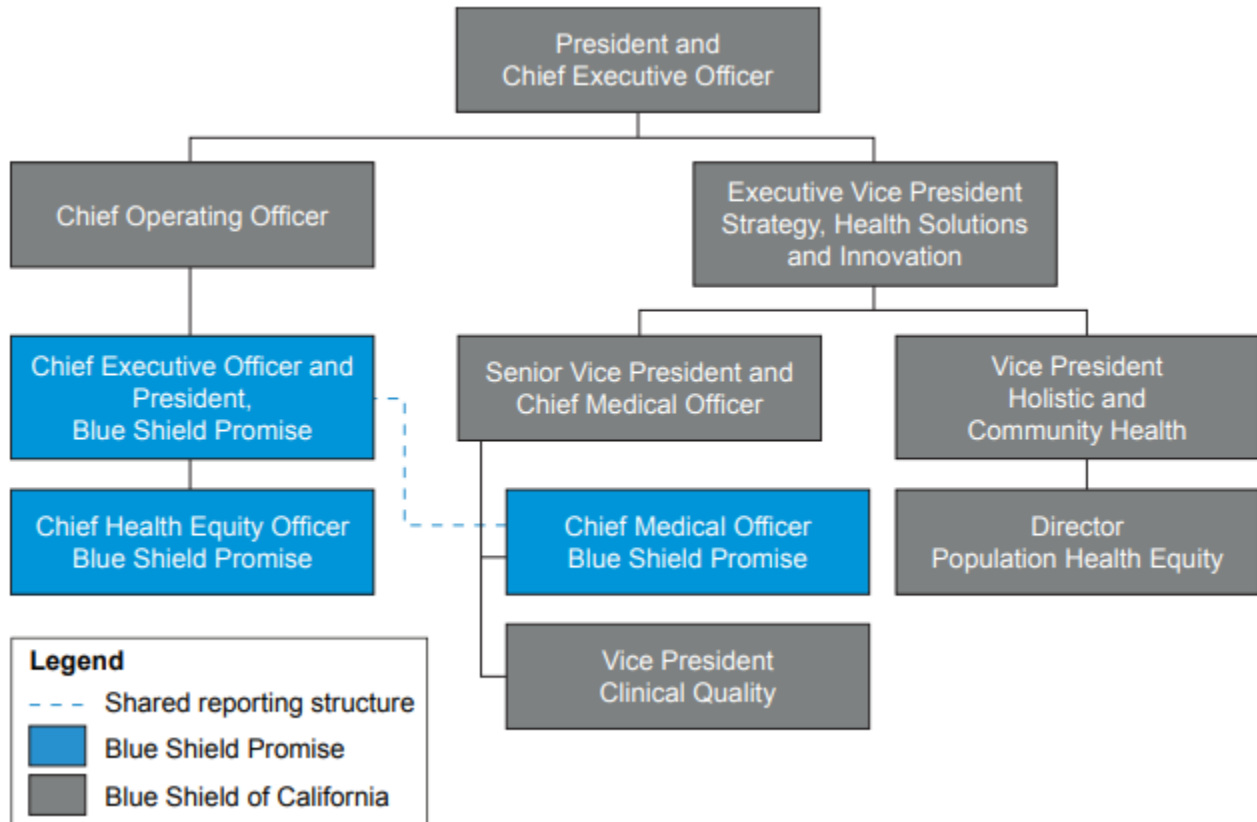 President and
Chief Executive Officer
Chief Operating Officer
Executive Vice President
Strategy, Health Solutions
and Innovation
Chief Executive Officer and
President,
Blue Shield Promise
Senior Vice President and
Chief Medical Officer
Vice President
Holistic and
Community Health
Chief Health Equity Officer
Blue Shield Promise
Chief Medical Officer
Blue Shield Promise
Director
Population Health Equity
Vice President
Clinical Quality
Legend
Shared reporting structure
Blue Shield Promise
Blue Shield of California